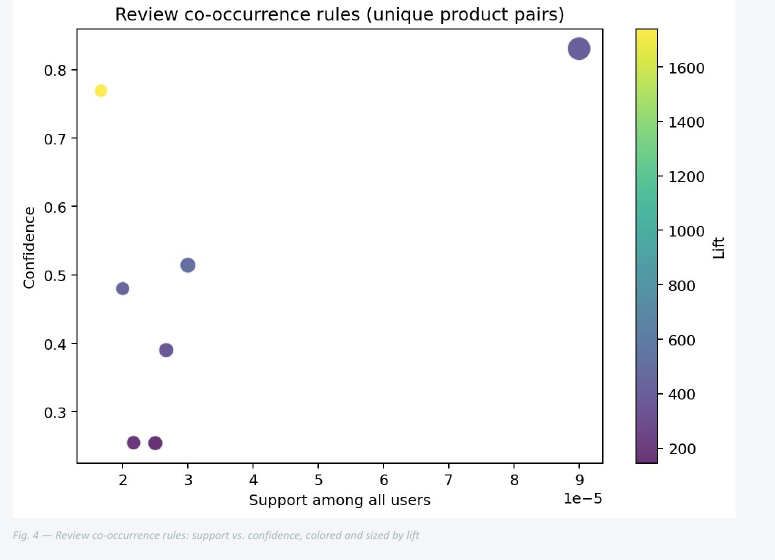 Review co-occurrence rules (unique product pairs)
0.8
0.7
0.6
0.5
0.4
0.3
Confidence
2 3 4 5 6 7 8 9
1e−5
Support among all users
1600
1400
1200
1000
800
600
400
200
Lift
Fig. 4 — Review co-occurrence rules: support vs. confidence, colored and sized by lift